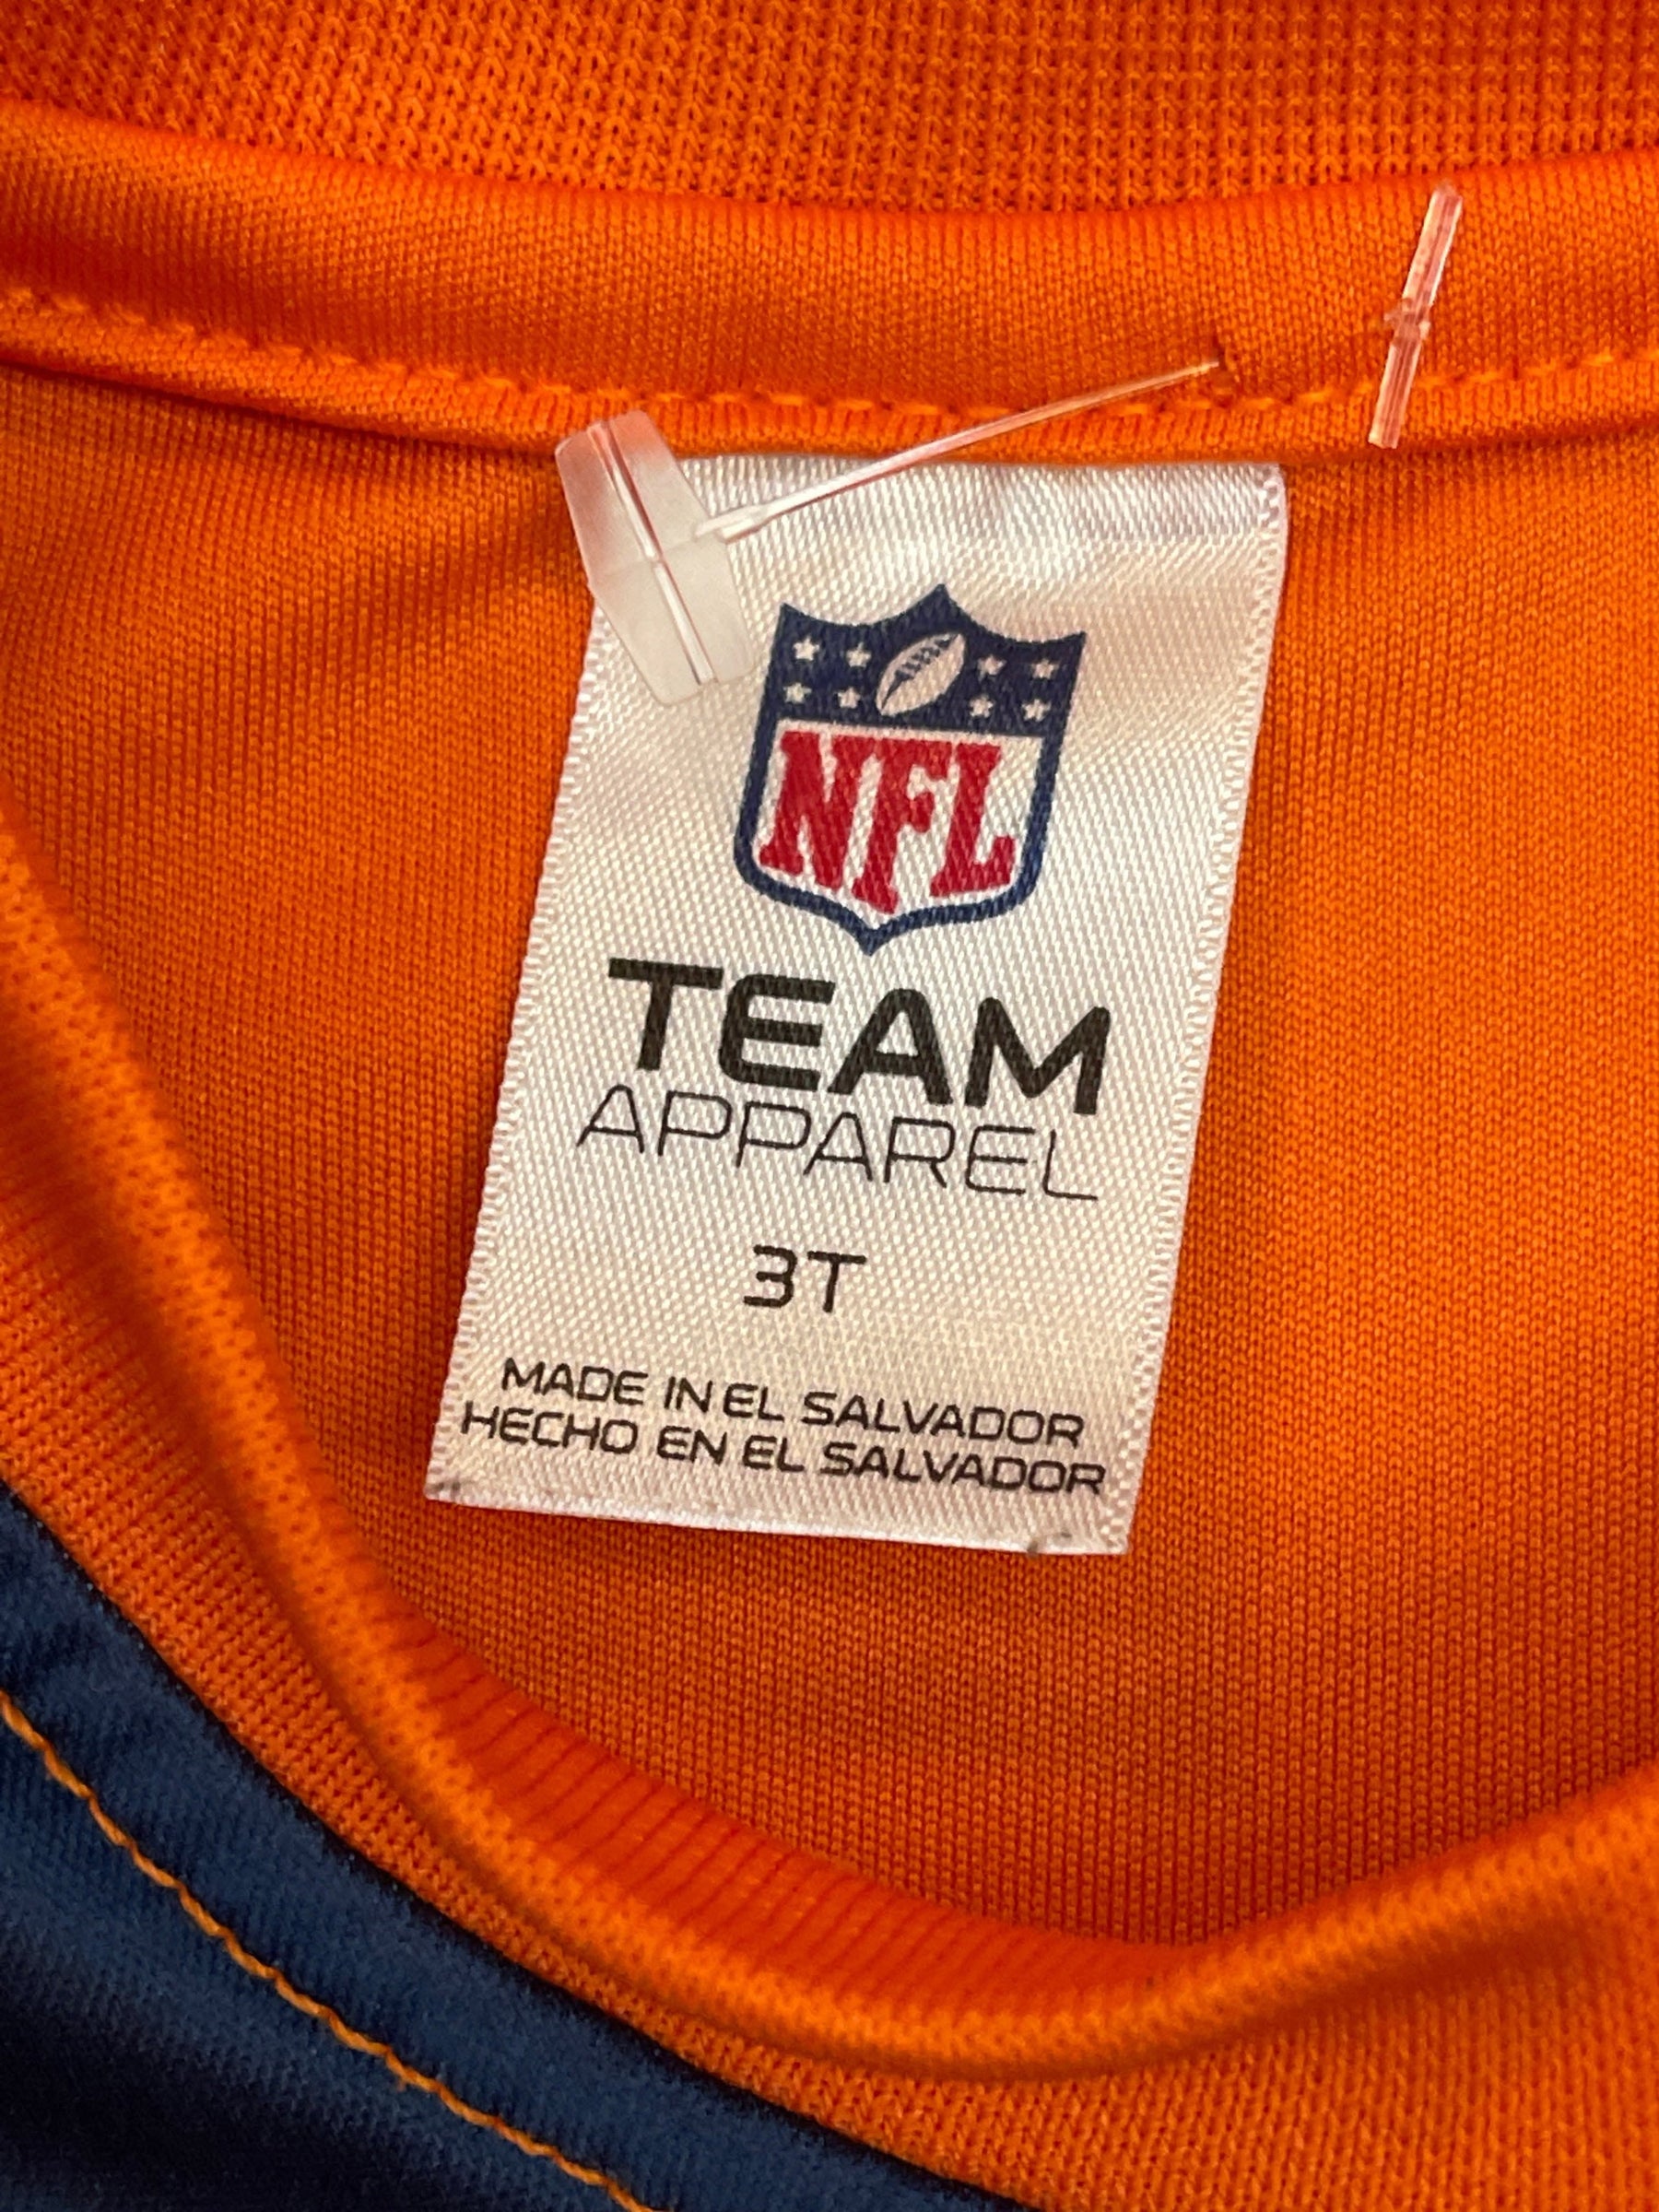 NFL
TEAM
APPAREL
3T
MADE IN EL SALVADOR
HECHO EN EL SALVADOR